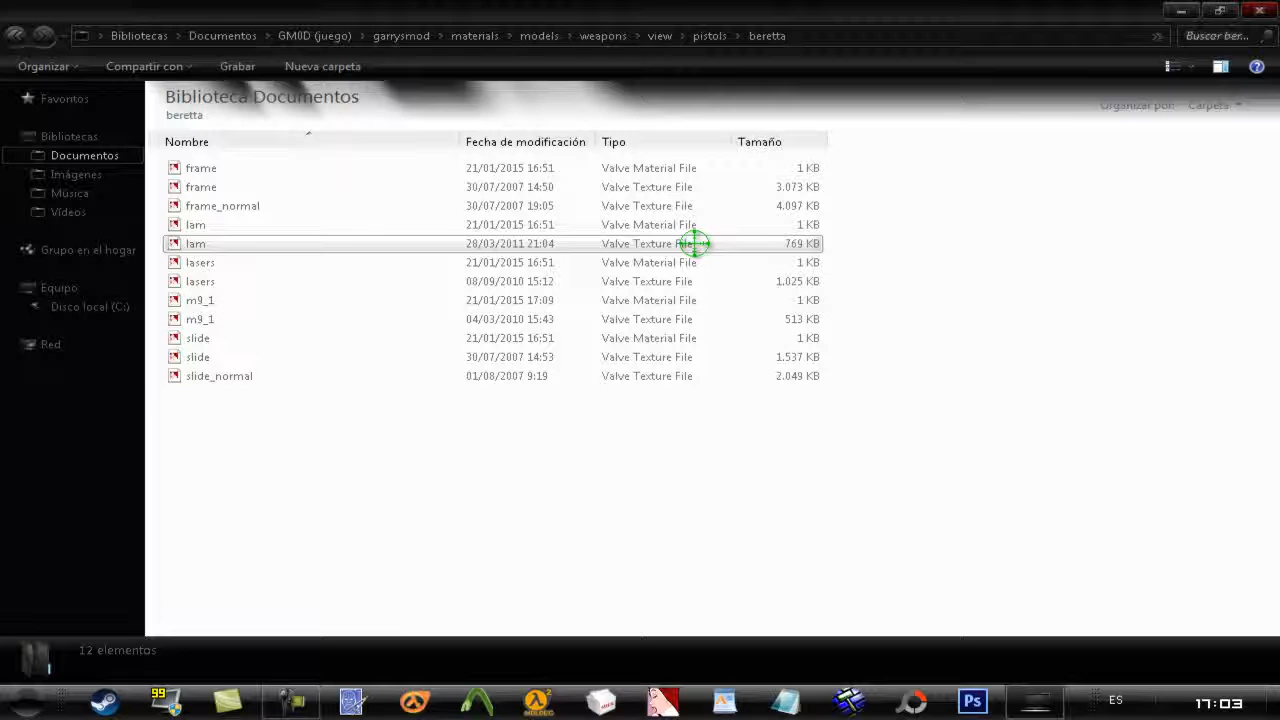 Bibliotecas Documentos GM0D (juego) garrysmod materials models weapons view pistols beretta Buscar ber...
Organizar Compartir con Grabar Nueva carpeta
Favoritos
Bibliotecas
Documentos
Imágenes
Música
Vídeos
Grupo en el hogar
Equipo
Disco local (C:)
Red
Biblioteca Documentos
beretta
Organizar por: Carpeta
Nombre Fecha de modificación Tipo Tamaño
frame 21/01/2015 16:51 Valve Material File 1 KB
frame 30/07/2007 14:50 Valve Texture File 3.073 KB
frame_normal 30/07/2007 19:05 Valve Texture File 4.097 KB
lam 21/01/2015 16:51 Valve Material File 1 KB
lam 28/03/2011 21:04 Valve Texture File 769 KB
lasers 21/01/2015 16:51 Valve Material File 1 KB
lasers 08/09/2010 15:12 Valve Texture File 1.025 KB
m9_1 21/01/2015 17:09 Valve Material File 1 KB
m9_1 04/03/2010 15:43 Valve Texture File 513 KB
slide 21/01/2015 16:51 Valve Material File 1 KB
slide 30/07/2007 14:53 Valve Texture File 1.537 KB
slide_normal 01/08/2007 9:19 Valve Texture File 2.049 KB
12 elementos
99
Ps
ES
17:03